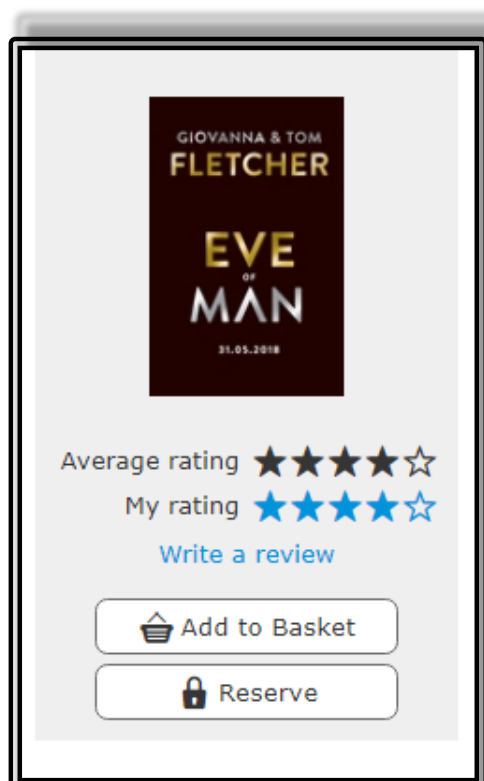 GIOVANNA & TOM
FLETCHER
EVE
OF
MAN
31.05.2018
Average rating
My rating
Write a review
Add to Basket
Reserve